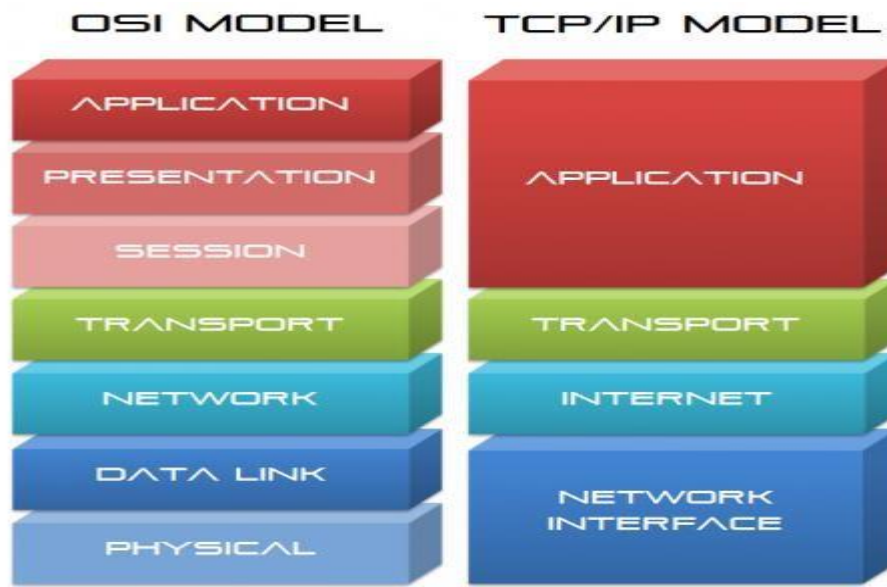 OSI MODEL
APPLICATION
PRESENTATION
SESSION
TRANSPORT
NETWORK
DATA LINK
PHYSICAL
TCP/IP MODEL
APPLICATION
TRANSPORT
INTERNET
NETWORK
INTERFACE